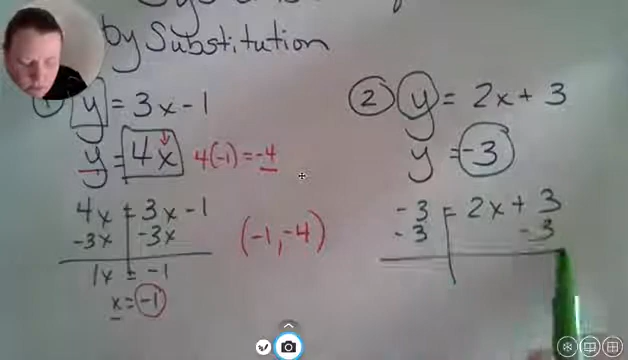 by Substitution
① y = 3x - 1
y = 4x 4(-1) = -4
4x = 3x - 1
-3x -3x
1x = -1
x = -1
(-1, -4)
② y = 2x + 3
y = -3
-3 = 2x + 3
-3 -3